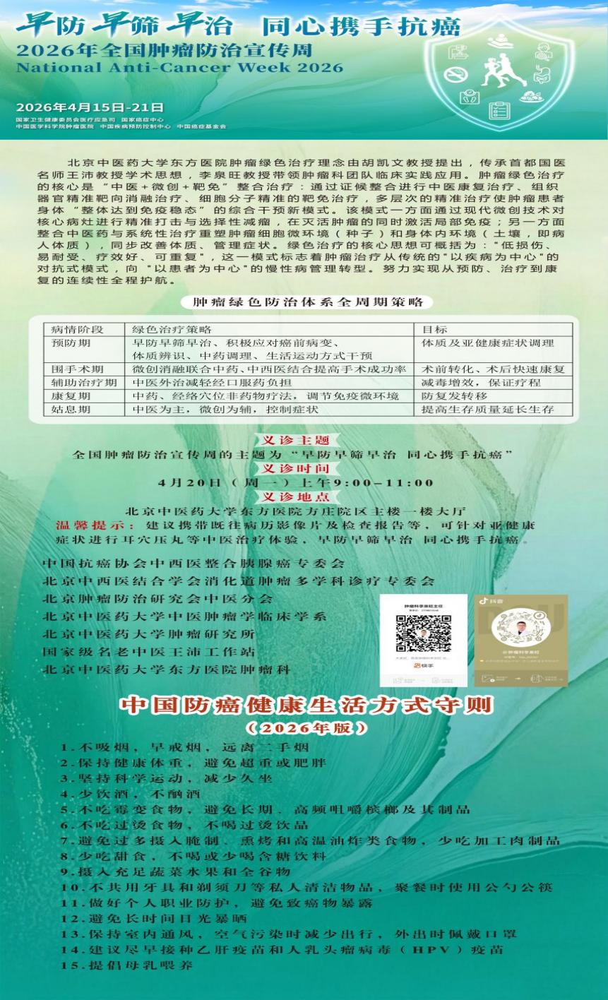 早防 早筛 早治 同心携手抗癌
2026年全国肿瘤防治宣传周
National Anti-Cancer Week 2026
2026年4月15日-21日
国家卫生健康委员会医疗应急司 国家癌症中心
中国医学科学院肿瘤医院 中国疾病预防控制中心 中国癌症基金会
北京中医药大学东方医院肿瘤绿色治疗理念由胡凯文教授提出，传承首都国医
名师王沛教授学术思想，李泉旺教授带领肿瘤科团队临床实践应用。肿瘤绿色治疗
的核心是“中医+微创+靶免”整合治疗：通过证候整合进行中医康复治疗、组织
器官精准靶向消融治疗、细胞分子精准的靶免治疗，多层次的精准治疗使肿瘤患者
身体“整体达到免疫稳态”的综合干预新模式。该模式一方面通过现代微创技术对
核心病灶进行精准打击与选择性减瘤，在灭活肿瘤的同时激活局部免疫；另一方面
整合中医药与系统性治疗重塑肿瘤细胞微环境（种子）和身体内环境（土壤，即病
人体质），同步改善体质、管理症状。绿色治疗的核心思想可概括为："低损伤、
易耐受、疗效好、可重复"，这一模式标志着肿瘤治疗从传统的"以疾病为中心"的
对抗式模式，向 "以患者为中心"的慢性病管理转型。努力实现从预防、治疗到康
复的连续性全程护航。
肿瘤绿色防治体系全周期策略
病情阶段 绿色治疗策略 目标
预防期 早防早筛早治、积极应对癌前病变、 体质及亚健康症状调理
体质辨识、中药调理、生活运动方式干预
围手术期 微创消融联合中药、中西医结合提高手术成功率 术前转化、术后快速康复
辅助治疗期 中医外治减轻经口服药负担 减毒增效，保证疗程
康复期 中药、经络穴位非药物疗法，调节免疫微环境 防复发转移
姑息期 中医为主，微创为辅，控制症状 提高生存质量延长生存
义诊主题
全国肿瘤防治宣传周的主题为“早防早筛早治 同心携手抗癌”
义诊时间
4月20日（周一）上午9:00-11:00
义诊地点
北京中医药大学东方医院方庄院区主楼一楼大厅
温馨提示：建议携带既往病历影像片及检查报告等，可针对亚健康
症状进行耳穴压丸等中医治疗体验，早防早筛早治 同心携手抗癌。
中国抗癌协会中西医整合胰腺癌专委会
北京中西医结合学会消化道肿瘤多学科诊疗专委会
北京肿瘤防治研究会中医分会
北京中医药大学中医肿瘤学临床学系
北京中医药大学肿瘤研究所
国家级名老中医王沛工作站
北京中医药大学东方医院肿瘤科
肿瘤科李泉旺主任
快手
抖音
@肿瘤科李泉旺
中国防癌健康生活方式守则
（2026年版）
1.不吸烟，早戒烟，远离二手烟
2.保持健康体重，避免超重或肥胖
3.坚持科学运动，减少久坐
4.少饮酒，不酗酒
5.不吃霉变食物，避免长期、高频咀嚼槟榔及其制品
6.不吃过烫食物，不喝过烫饮品
7.避免过多摄入腌制、熏烤和高温油炸类食物，少吃加工肉制品
8.少吃甜食，不喝或少喝含糖饮料
9.摄入充足蔬菜水果和全谷物
10.不共用牙具和剃须刀等私人清洁物品，聚餐时使用公勺公筷
11.做好个人职业防护，避免致癌物暴露
12.避免长时间日光暴晒
13.保持室内通风，空气污染时减少出行，外出时佩戴口罩
14.建议尽早接种乙肝疫苗和人乳头瘤病毒（HPV）疫苗
15.提倡母乳喂养